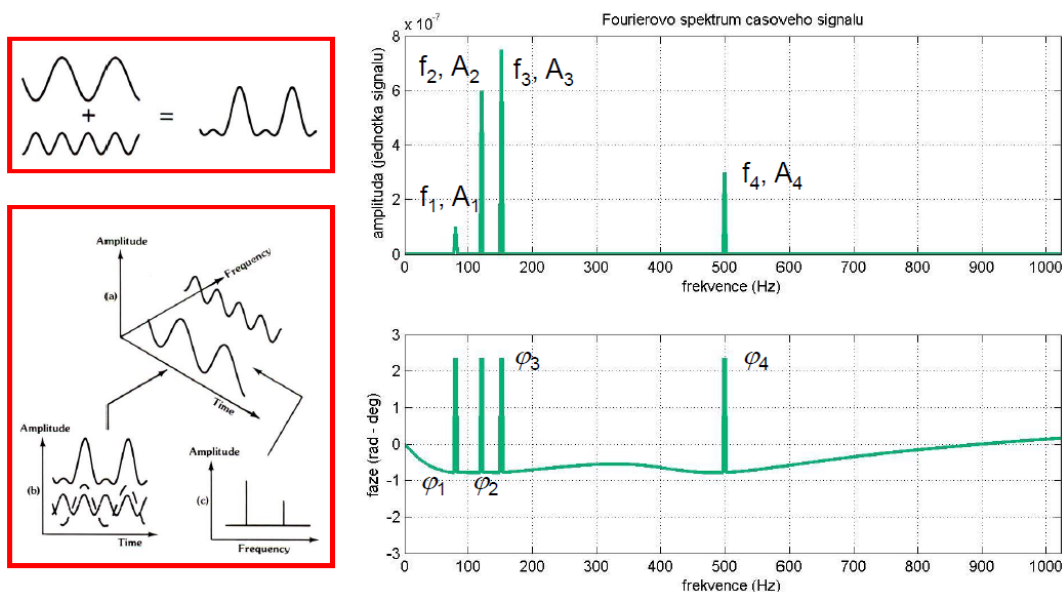 +
=
Amplitude
Frequency
(a)
Time
Amplitude
(b)
Time
Amplitude
(c)
Frequency
Fourierovo spektrum casoveho signalu
x 10⁻⁷
8
6
4
2
0
amplituda (jednotka signalu)
f₁, A₁
f₂, A₂
f₃, A₃
f₄, A₄
0 100 200 300 400 500 600 700 800 900 1000
frekvence (Hz)
3
2
1
0
-1
-2
-3
faze (rad - deg)
φ₁
φ₂
φ₃
φ₄
0 100 200 300 400 500 600 700 800 900 1000
frekvence (Hz)